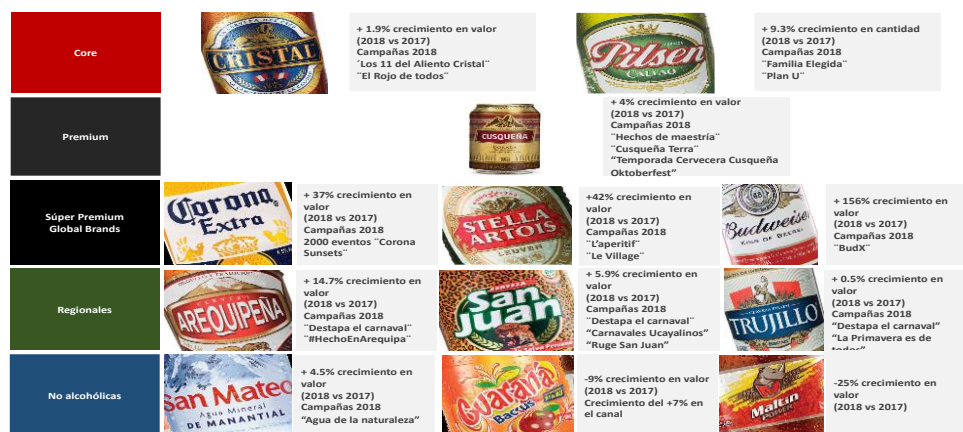 Core
CRISTAL
+ 1.9% crecimiento en valor
(2018 vs 2017)
Campañas 2018
´Los 11 del Aliento Cristal¨
¨El Rojo de todos¨
Pilsen
CALLAO
+ 9.3% crecimiento en cantidad
(2018 vs 2017)
Campañas 2018
¨Familia Elegida¨
¨Plan U¨
Premium
CUSQUEÑA
+ 4% crecimiento en valor
(2018 vs 2017)
Campañas 2018
¨Hechos de maestría¨
¨Cusqueña Terra¨
“Temporada Cervecera Cusqueña
Oktoberfest”
Súper Premium
Global Brands
Corona
Extra
+ 37% crecimiento en
valor
(2018 vs 2017)
Campañas 2018
2000 eventos ¨Corona
Sunsets¨
STELLA
ARTOIS
LEUVEN
+42% crecimiento en
valor
(2018 vs 2017)
Campañas 2018
¨L’aperitif¨
¨Le Village¨
Budweiser
KING OF BEERS
+ 156% crecimiento en
valor
(2018 vs 2017)
Campañas 2018
¨BudX¨
Regionales
CERVEZA
AREQUIPEÑA
+ 14.7% crecimiento en
valor
(2018 vs 2017)
Campañas 2018
¨Destapa el carnaval¨
¨#HechoEnArequipa¨
CERVEZA
San
Juan
+ 5.9% crecimiento en
valor
(2018 vs 2017)
Campañas 2018
¨Destapa el carnaval¨
“Carnavales Ucayalinos”
“Ruge San Juan”
TRUJILLO
+ 0.5% crecimiento en
valor
(2018 vs 2017)
Campañas 2018
“Destapa el carnaval”
“La Primavera es de
todos”
No alcohólicas
San Mateo
Agua Mineral
DE MANANTIAL
+ 4.5% crecimiento en
valor
(2018 vs 2017)
Campañas 2018
“Agua de la naturaleza”
Guaraná
Backus
-9% crecimiento en valor
(2018 vs 2017)
Crecimiento del +7% en
el canal
Maltin
POWER
-25% crecimiento en
valor
(2018 vs 2017)